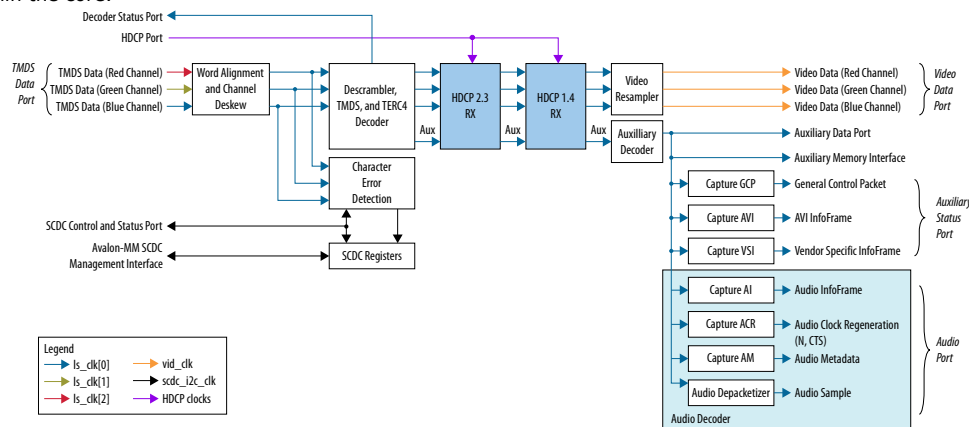 in the core.
Decoder Status Port
HDCP Port
TMDS
Data
Port
TMDS Data (Red Channel)
TMDS Data (Green Channel)
TMDS Data (Blue Channel)
Word Alignment
and Channel
Deskew
Descrambler,
TMDS, and TERC4
Decoder
Aux
HDCP 2.3
RX
Aux
HDCP 1.4
RX
Aux
Video
Resampler
Auxilliary
Decoder
Video Data (Red Channel)
Video Data (Green Channel)
Video Data (Blue Channel)
Video
Data
Port
Auxiliary Data Port
Auxiliary Memory Interface
Character
Error
Detection
Capture GCP
General Control Packet
Capture AVI
AVI InfoFrame
Capture VSI
Vendor Specific InfoFrame
Auxiliary
Status
Port
SCDC Control and Status Port
Avalon-MM SCDC
Management Interface
SCDC Registers
Capture AI
Audio InfoFrame
Capture ACR
Audio Clock Regeneration
(N, CTS)
Capture AM
Audio Metadata
Audio Depacketizer
Audio Sample
Audio Decoder
Audio
Port
Legend
ls_clk[0]
ls_clk[1]
ls_clk[2]
vid_clk
scdc_i2c_clk
HDCP clocks